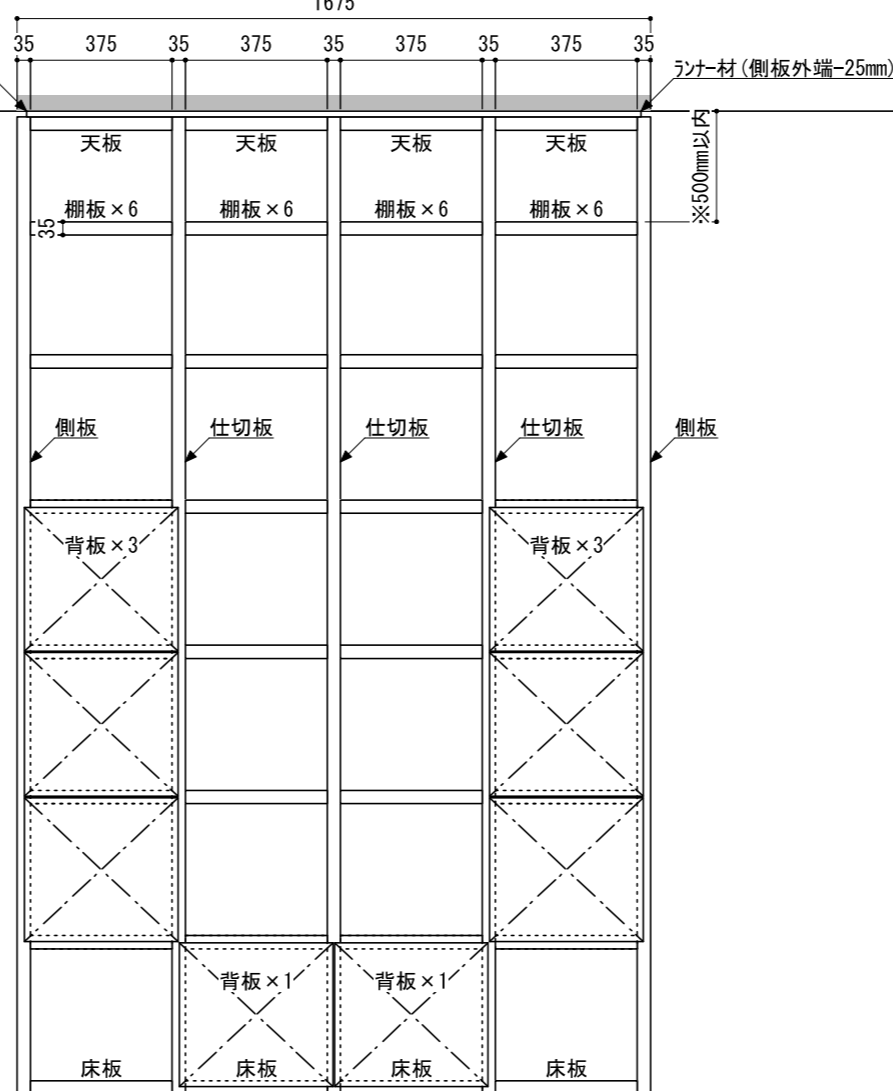 1675
35 375 35 375 35 375 35 375 35
ランナー材(側板外端-25mm)
天板 天板 天板 天板
※500mm以内
棚板×6 棚板×6 棚板×6 棚板×6
35
側板 仕切板 仕切板 仕切板 側板
背板×3 背板×3
背板×1 背板×1
床板 床板 床板 床板